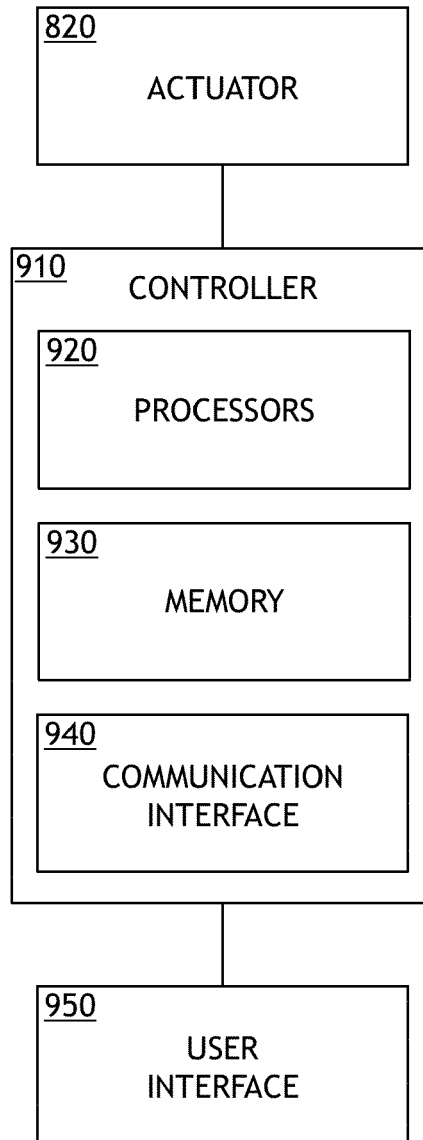 820
ACTUATOR
910
CONTROLLER
920
PROCESSORS
930
MEMORY
940
COMMUNICATION
INTERFACE
950
USER
INTERFACE